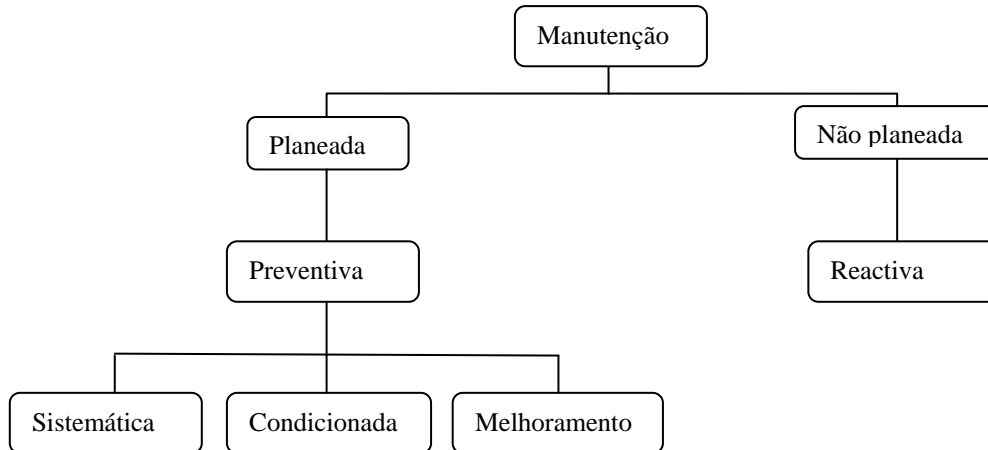 Manutenção
Planeada
Não planeada
Preventiva
Reactiva
Sistemática
Condicionada
Melhoramento